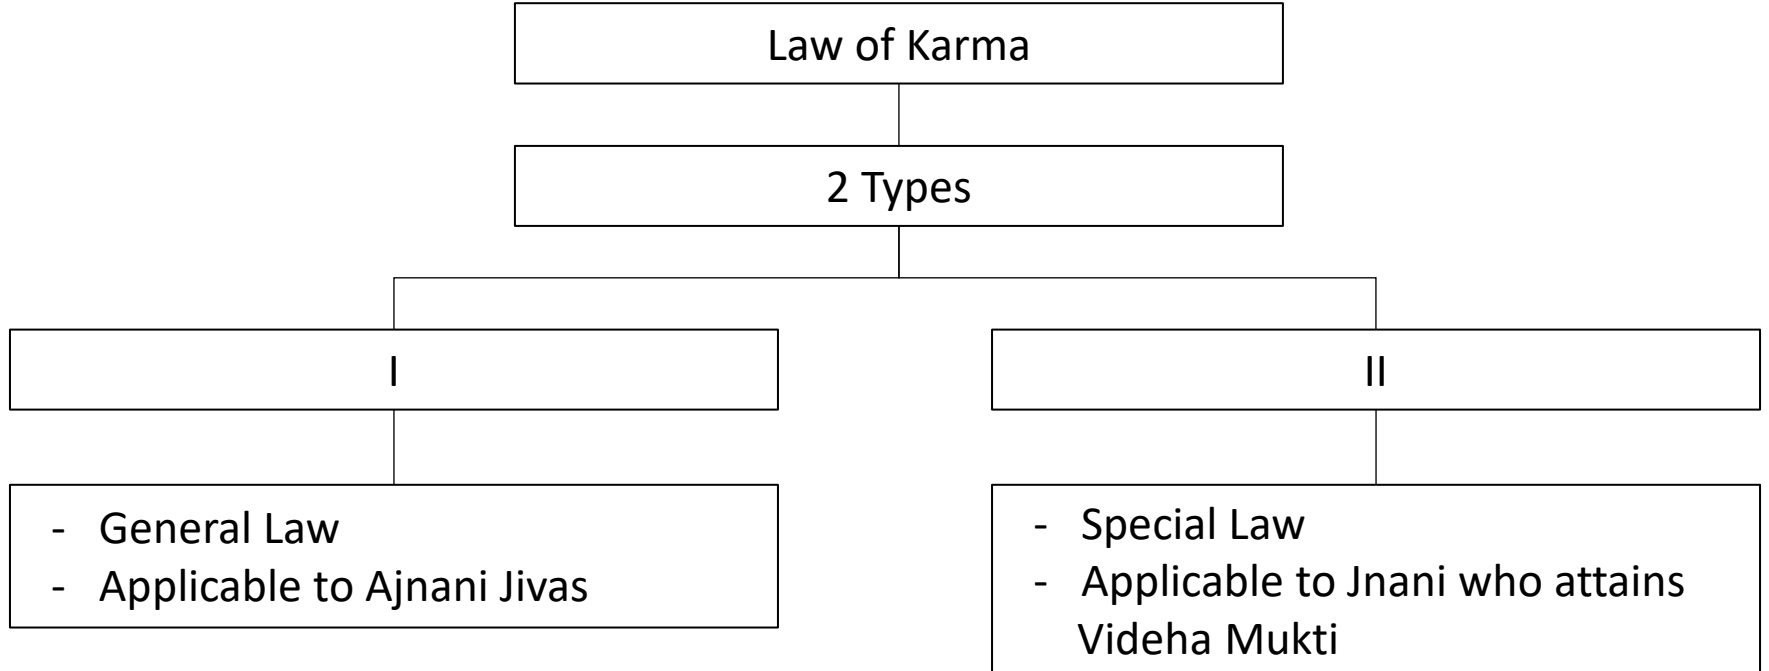 Law of Karma
2 Types
I
II
- General Law
- Applicable to Ajnani Jivas
- Special Law
- Applicable to Jnani who attains
Videha Mukti